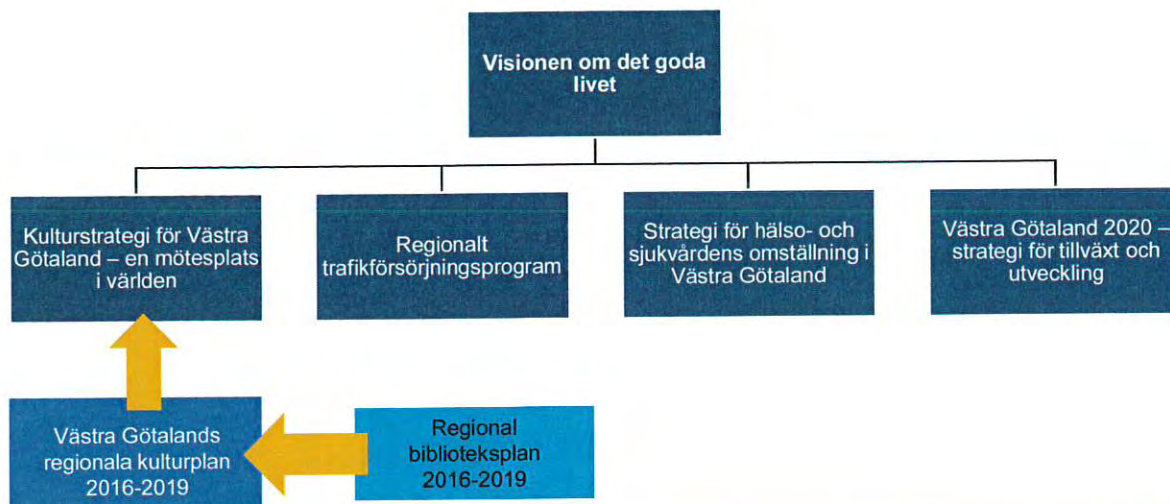 Visionen om det goda
livet
Kulturstrategi för Västra
Götaland – en mötesplats
i världen
Regionalt
trafikförsörjningsprogram
Strategi för hälso- och
sjukvårdens omställning i
Västra Götaland
Västra Götaland 2020 –
strategi för tillväxt och
utveckling
Västra Götalands
regionala kulturplan
2016-2019
Regional
biblioteksplan
2016-2019